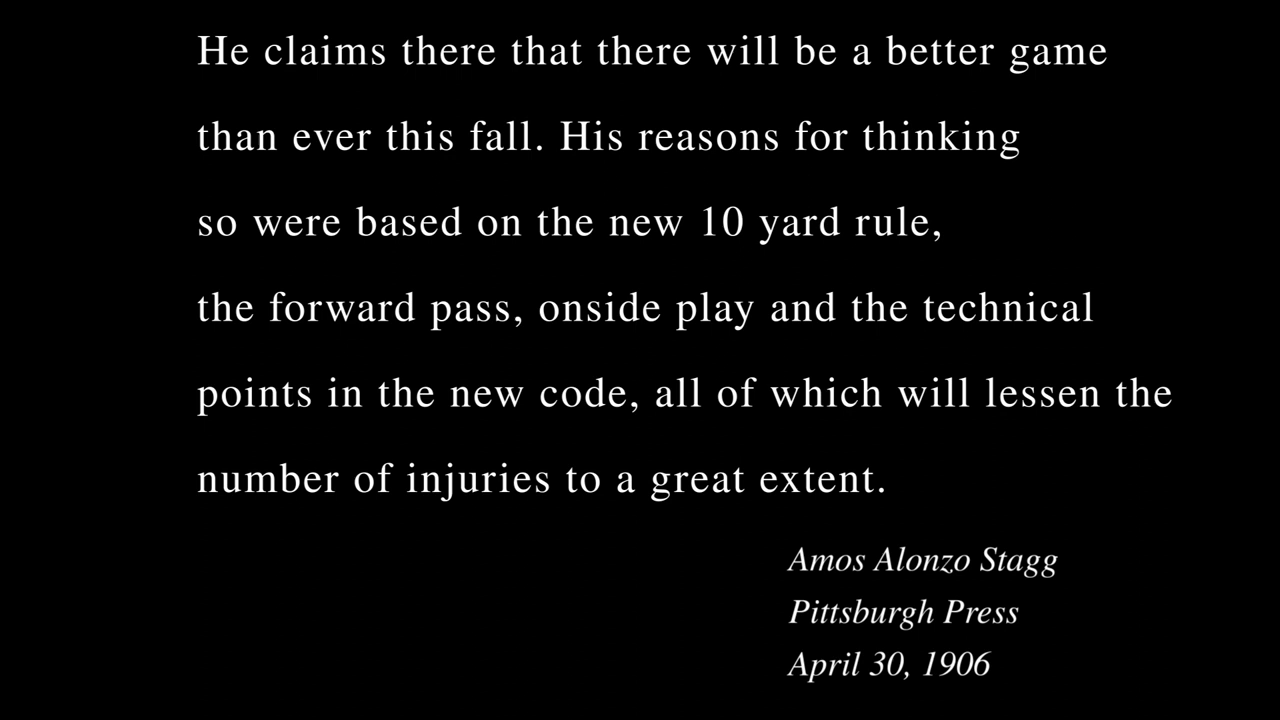 He claims there that there will be a better game
than ever this fall. His reasons for thinking
so were based on the new 10 yard rule,
the forward pass, onside play and the technical
points in the new code, all of which will lessen the
number of injuries to a great extent.
Amos Alonzo Stagg
Pittsburgh Press
April 30, 1906